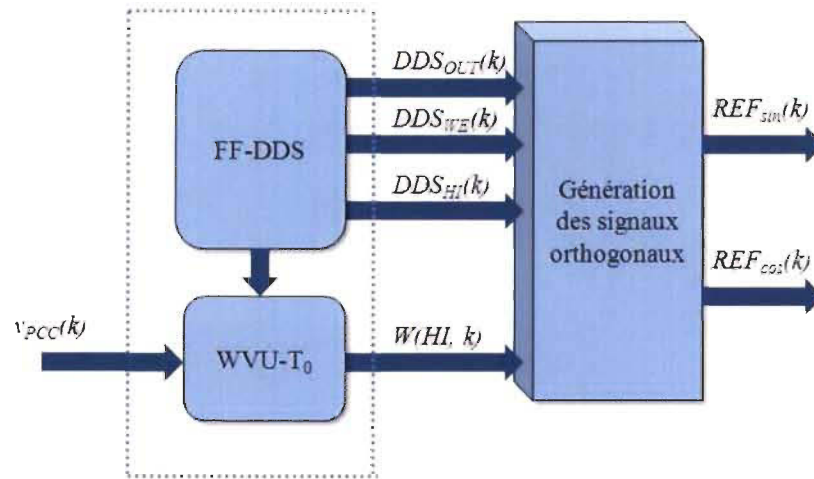 DDS_OUT(k)
DDS_WE(k)
FF-DDS
DDS_HI(k)
Génération
des signaux
orthogonaux
REF_sin(k)
REF_cos(k)
v_PCC(k)
WVU-T_0
W(HI, k)